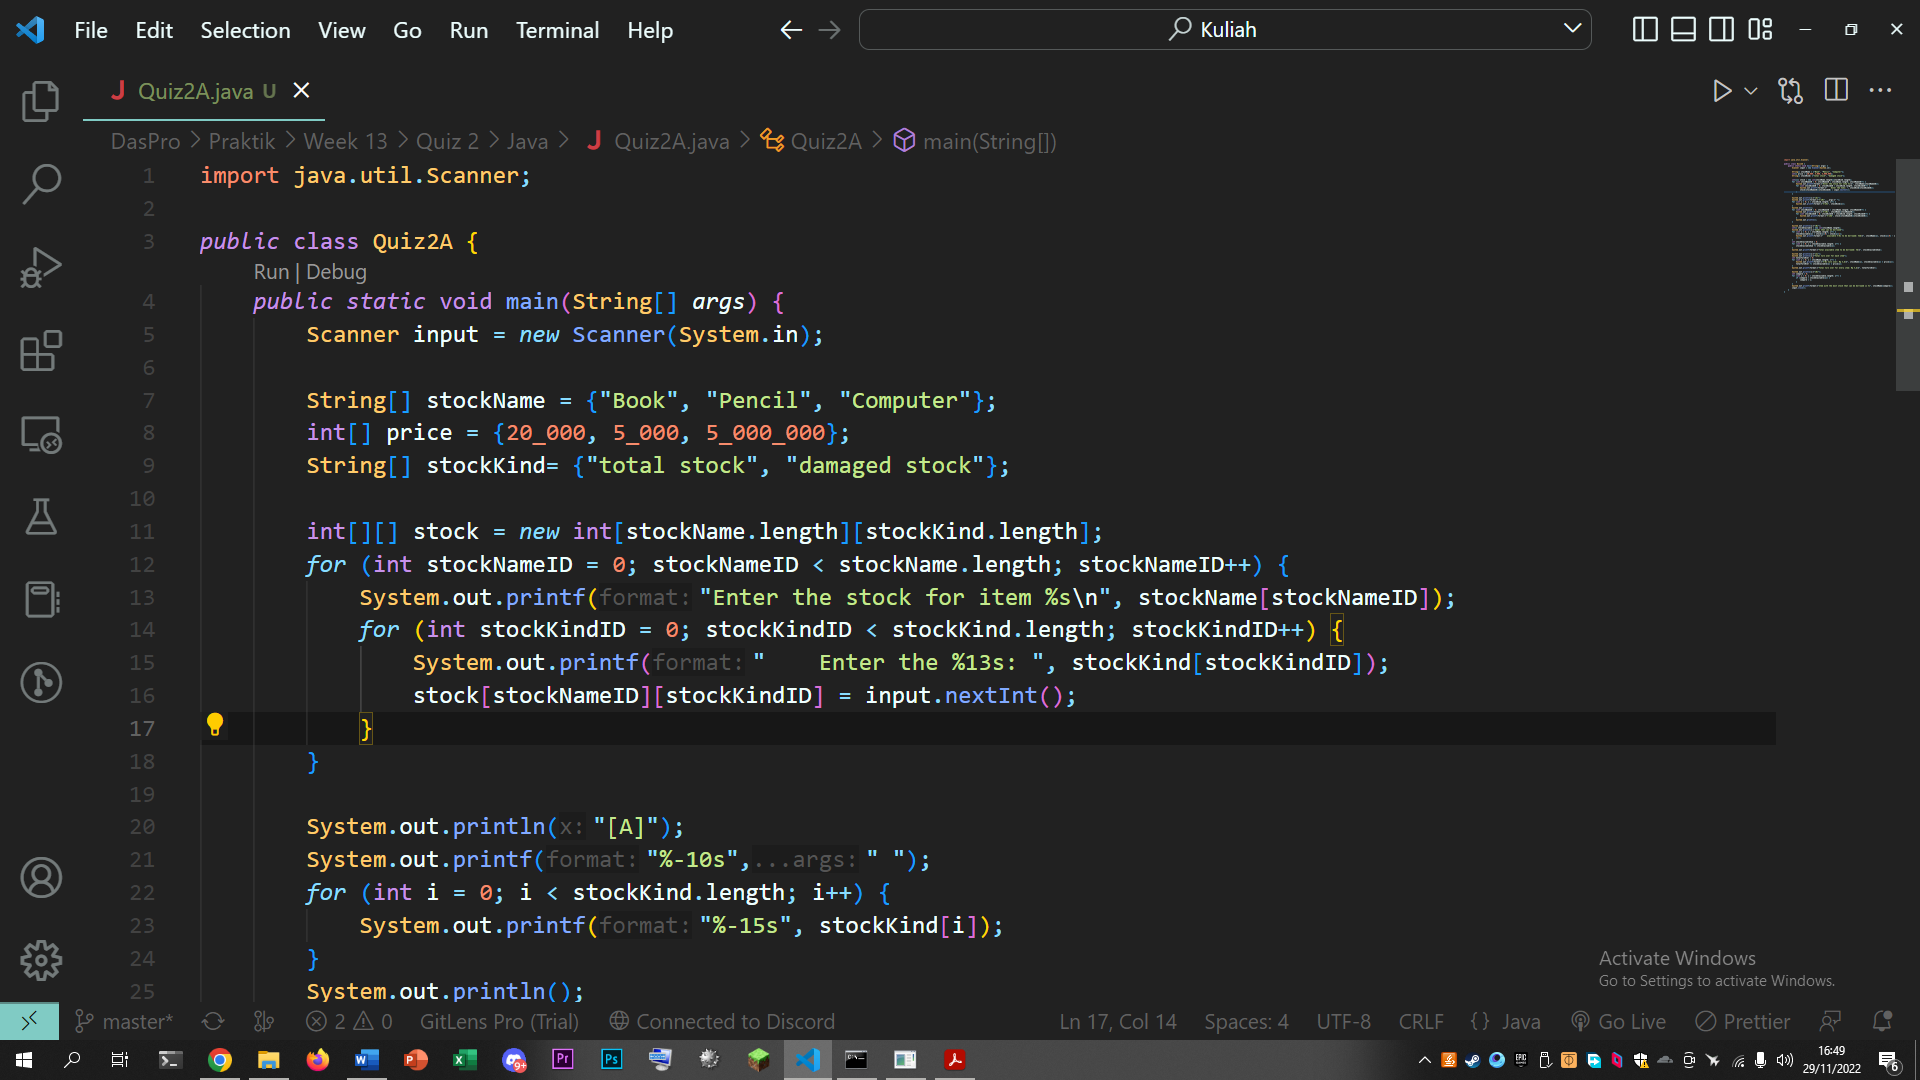 File Edit Selection View Go Run Terminal Help Kuliah
J Quiz2A.java U
DasPro Praktik Week 13 Quiz 2 Java J Quiz2A.java Quiz2A main(String[])
1 import java.util.Scanner;
2
3 public class Quiz2A {
Run | Debug
4 public static void main(String[] args) {
5 Scanner input = new Scanner(System.in);
6
7 String[] stockName = {"Book", "Pencil", "Computer"};
8 int[] price = {20_000, 5_000, 5_000_000};
9 String[] stockKind= {"total stock", "damaged stock"};
10
11 int[][] stock = new int[stockName.length][stockKind.length];
12 for (int stockNameID = 0; stockNameID < stockName.length; stockNameID++) {
13 System.out.printf(format: "Enter the stock for item %s\n", stockName[stockNameID]);
14 for (int stockKindID = 0; stockKindID < stockKind.length; stockKindID++) {
15 System.out.printf(format: "    Enter the %13s: ", stockKind[stockKindID]);
16 stock[stockNameID][stockKindID] = input.nextInt();
17 }
18 }
19
20 System.out.println(x: "[A]");
21 System.out.printf(format: "%-10s",...args: " ");
22 for (int i = 0; i < stockKind.length; i++) {
23 System.out.printf(format: "%-15s", stockKind[i]);
24 }
25 System.out.println();
Activate Windows
Go to Settings to activate Windows.
master* 2 0 GitLens Pro (Trial) Connected to Discord Ln 17, Col 14 Spaces: 4 UTF-8 CRLF {} Java Go Live Prettier
16:49
29/11/2022
6